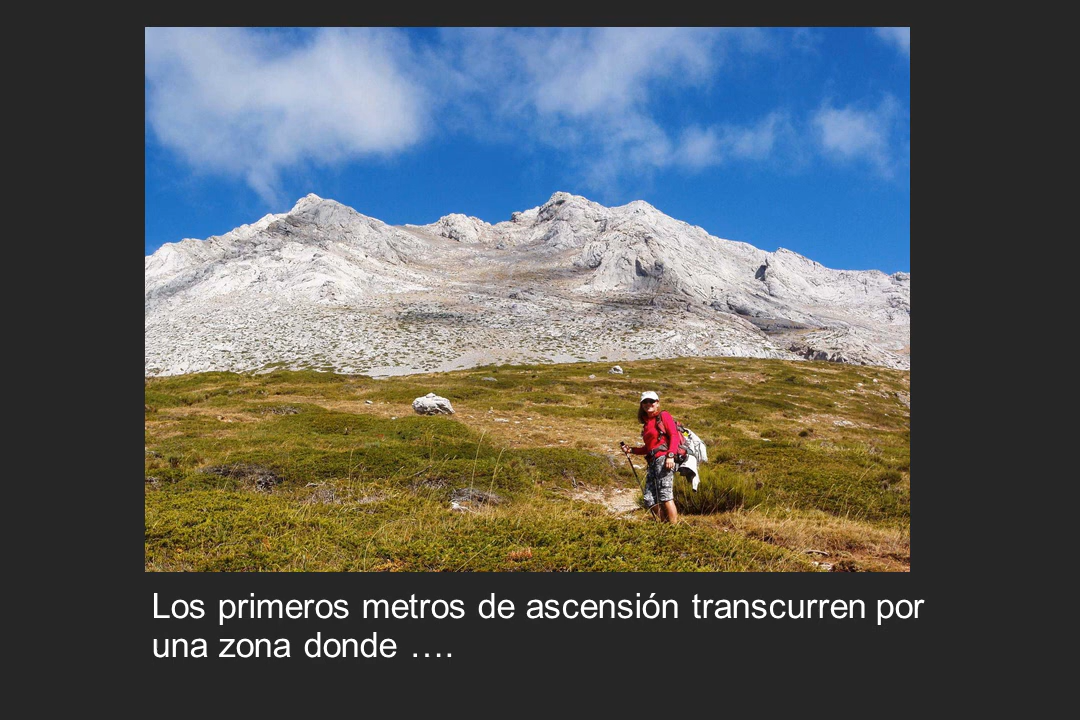 Los primeros metros de ascensión transcurren por
una zona donde ….